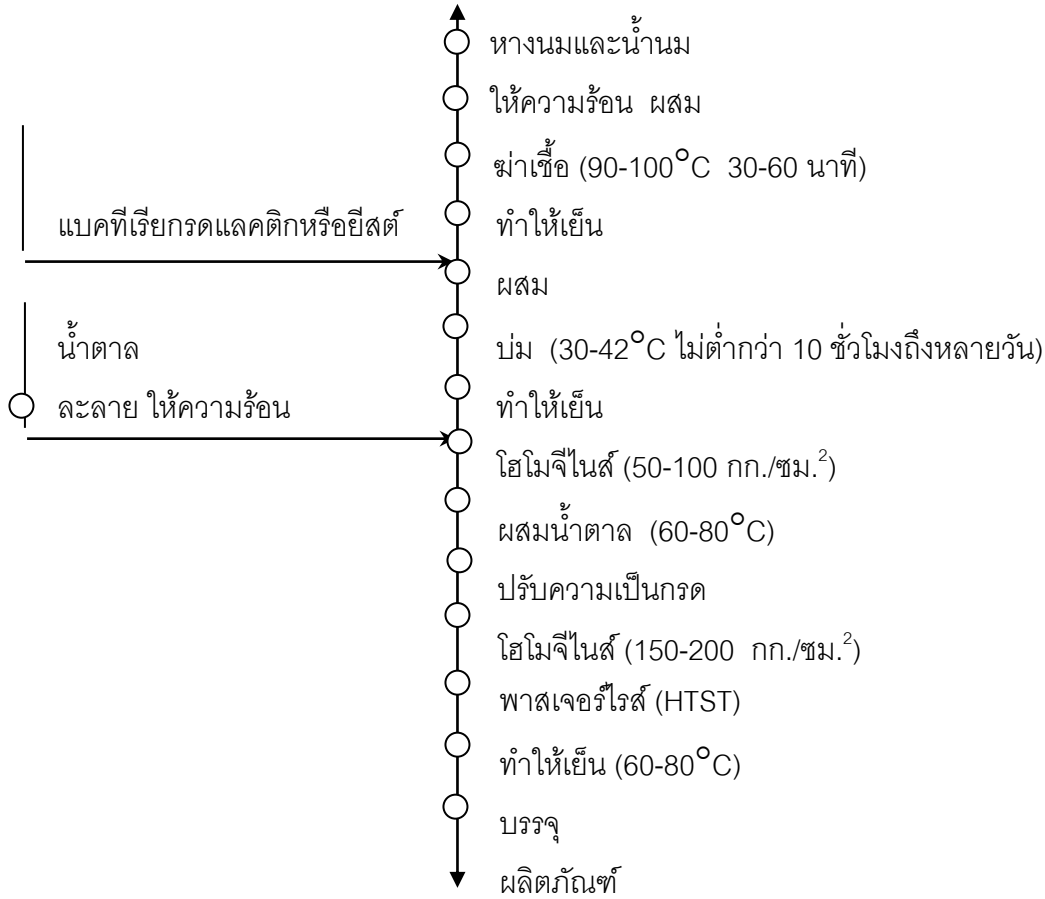 หางนมและน้ำนม
ให้ความร้อน ผสม
ฆ่าเชื้อ (90-100°C 30-60 นาที)
แบคทีเรียกรดแลคติกหรือยีสต์
ทำให้เย็น
ผสม
น้ำตาล
บ่ม (30-42°C ไม่ต่ำกว่า 10 ชั่วโมงถึงหลายวัน)
ละลาย ให้ความร้อน
ทำให้เย็น
โฮโมจีไนส์ (50-100 กก./ซม.²)
ผสมน้ำตาล (60-80°C)
ปรับความเป็นกรด
โฮโมจีไนส์ (150-200 กก./ซม.²)
พาสเจอร์ไรส์ (HTST)
ทำให้เย็น (60-80°C)
บรรจุ
ผลิตภัณฑ์